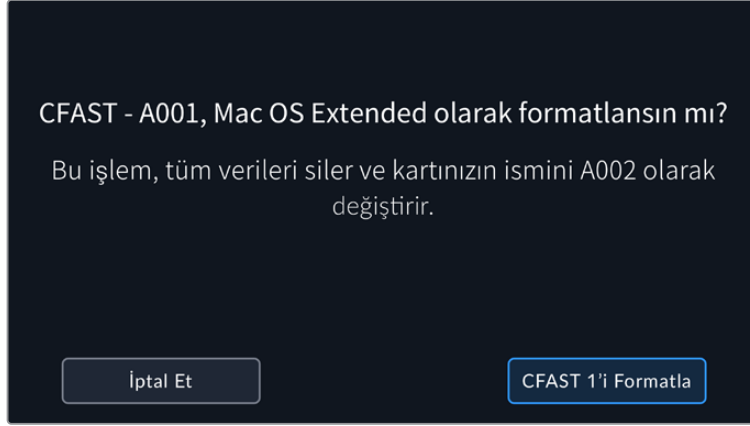 CFAST - A001, Mac OS Extended olarak formatlansın mı?
Bu işlem, tüm verileri siler ve kartınızın ismini A002 olarak
değiştirir.
İptal Et
CFAST 1'i Formatla